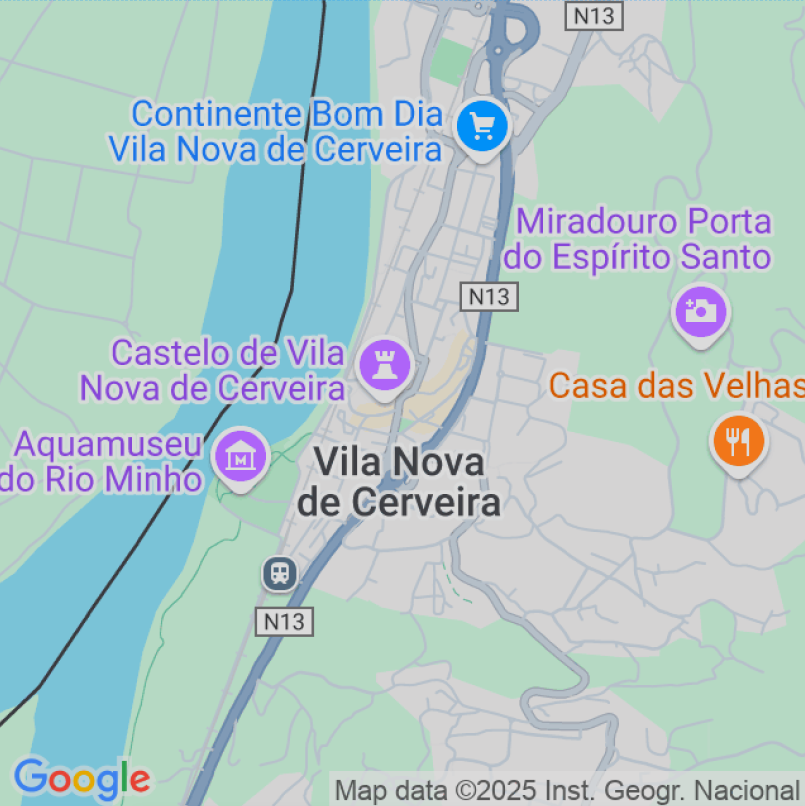 N13
Continente Bom Dia
Vila Nova de Cerveira
Miradouro Porta
do Espírito Santo
N13
Castelo de Vila
Nova de Cerveira
Casa das Velhas
Aquamuseu
do Rio Minho
M
Vila Nova
de Cerveira
N13
Google
Map data ©2025 Inst. Geogr. Nacional